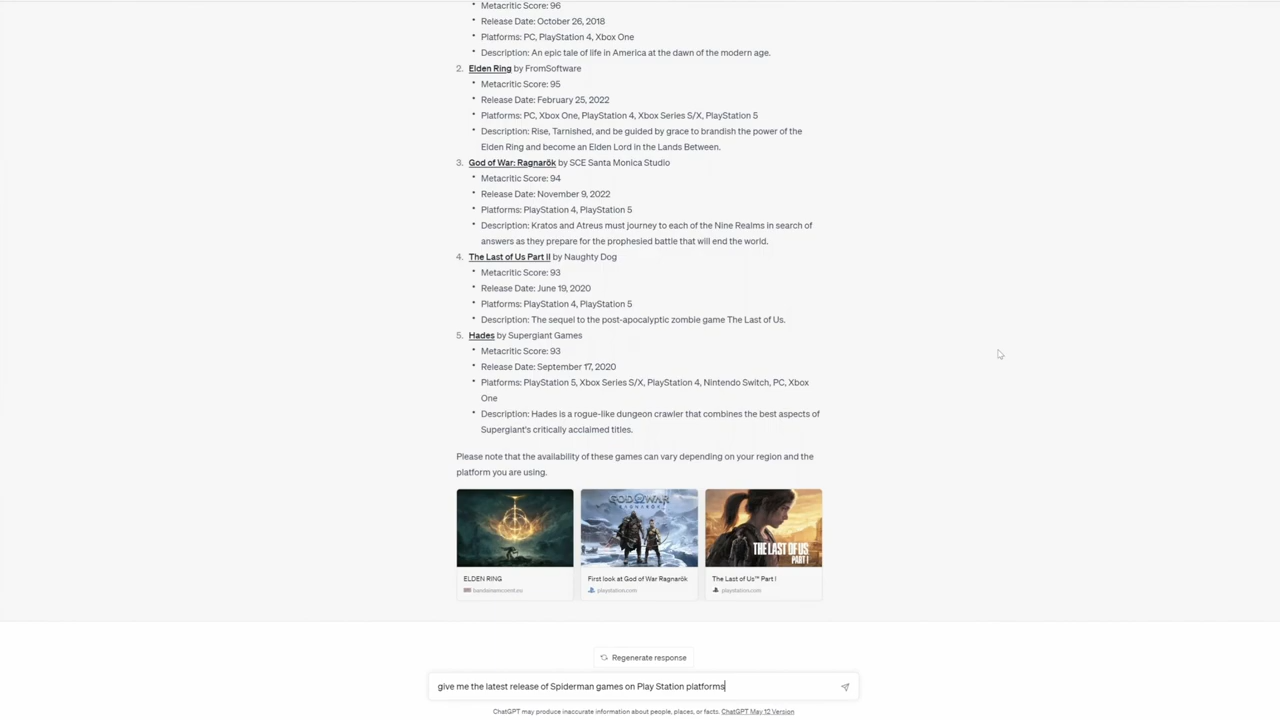 Metacritic Score: 96
Release Date: October 26, 2018
Platforms: PC, PlayStation 4, Xbox One
Description: An epic tale of life in America at the dawn of the modern age.
2. Elden Ring by FromSoftware
Metacritic Score: 95
Release Date: February 25, 2022
Platforms: PC, Xbox One, PlayStation 4, Xbox Series S/X, PlayStation 5
Description: Rise, Tarnished, and be guided by grace to brandish the power of the
Elden Ring and become an Elden Lord in the Lands Between.
3. God of War: Ragnarök by SCE Santa Monica Studio
Metacritic Score: 94
Release Date: November 9, 2022
Platforms: PlayStation 4, PlayStation 5
Description: Kratos and Atreus must journey to each of the Nine Realms in search of
answers as they prepare for the prophesied battle that will end the world.
4. The Last of Us Part II by Naughty Dog
Metacritic Score: 93
Release Date: June 19, 2020
Platforms: PlayStation 4, PlayStation 5
Description: The sequel to the post-apocalyptic zombie game The Last of Us.
5. Hades by Supergiant Games
Metacritic Score: 93
Release Date: September 17, 2020
Platforms: PlayStation 5, Xbox Series S/X, PlayStation 4, Nintendo Switch, PC, Xbox
One
Description: Hades is a rogue-like dungeon crawler that combines the best aspects of
Supergiant's critically acclaimed titles.
Please note that the availability of these games can vary depending on your region and the
platform you are using.
GOD OF WAR
RAGNARÖK
THE LAST OF US
PART I
ELDEN RING
First look at God of War Ragnarök
The Last of Us™ Part I
playstation.com
playstation.com
Regenerate response
give me the latest release of Spiderman games on Play Station platforms
ChatGPT may produce inaccurate information about people, places, or facts. ChatGPT May 12 Version